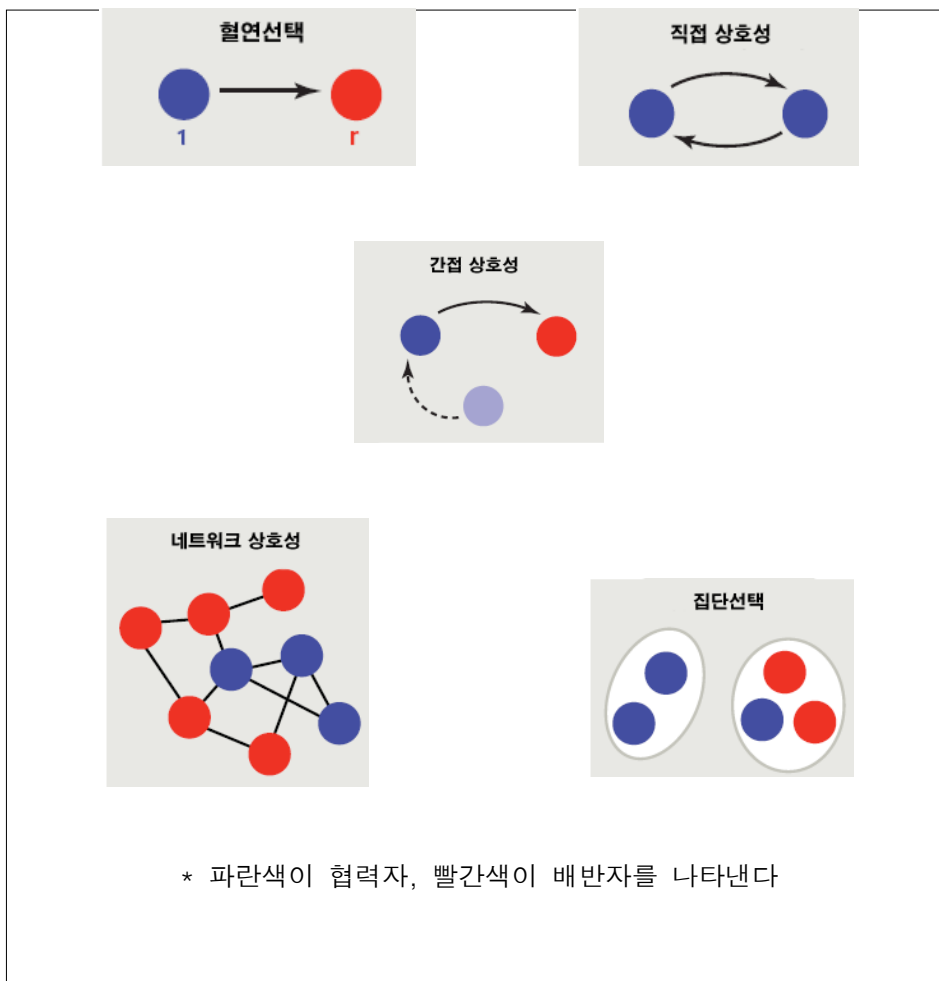 혈연선택
1
r
직접 상호성
간접 상호성
네트워크 상호성
집단선택
* 파란색이 협력자, 빨간색이 배반자를 나타낸다